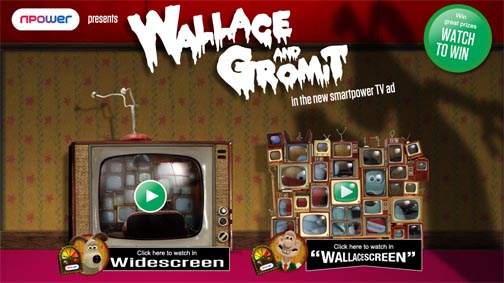 npower presents
WALLACE
AND
GROMIT
in the new smartpower TV ad
Win
great prizes
WATCH
TO WIN
Click here to watch in
Widescreen
Click here to watch in
“WALLACESCREEN”